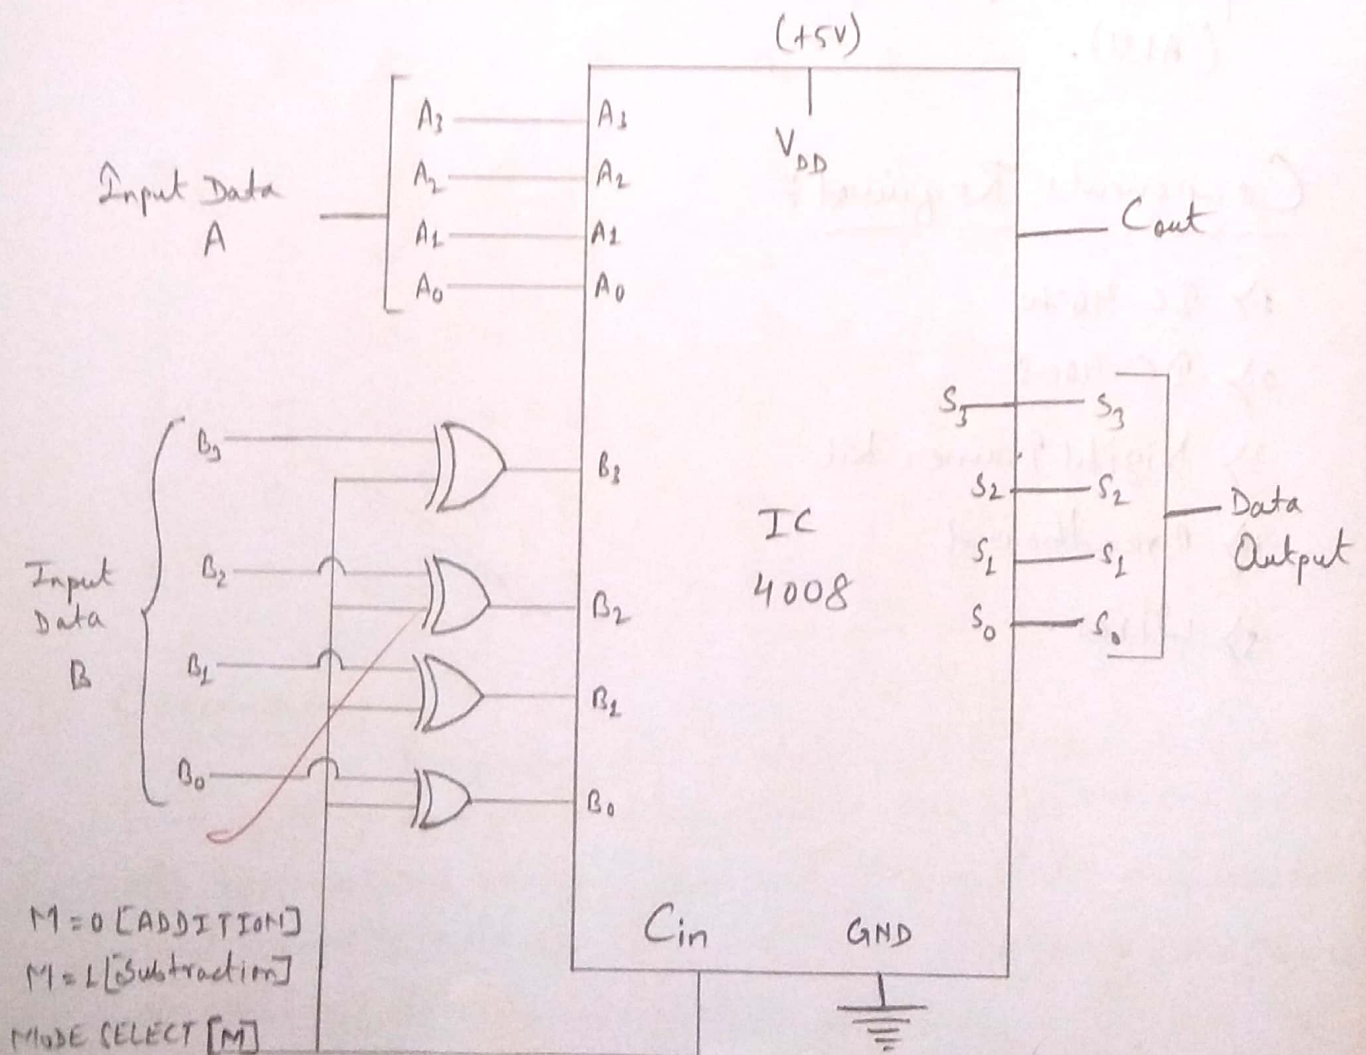 (+5V)
VDD
Input Data
A
A3
A2
A1
A0
A3
A2
A1
A0
Cout
Input
Data
B
B3
B2
B1
B0
B3
B2
B1
B0
IC
4008
S3
S2
S1
S0
S3
S2
S1
S0
Data
Output
Cin
GND
M=0 [ADDITION]
M=1 [Subtraction]
MODE SELECT [M]